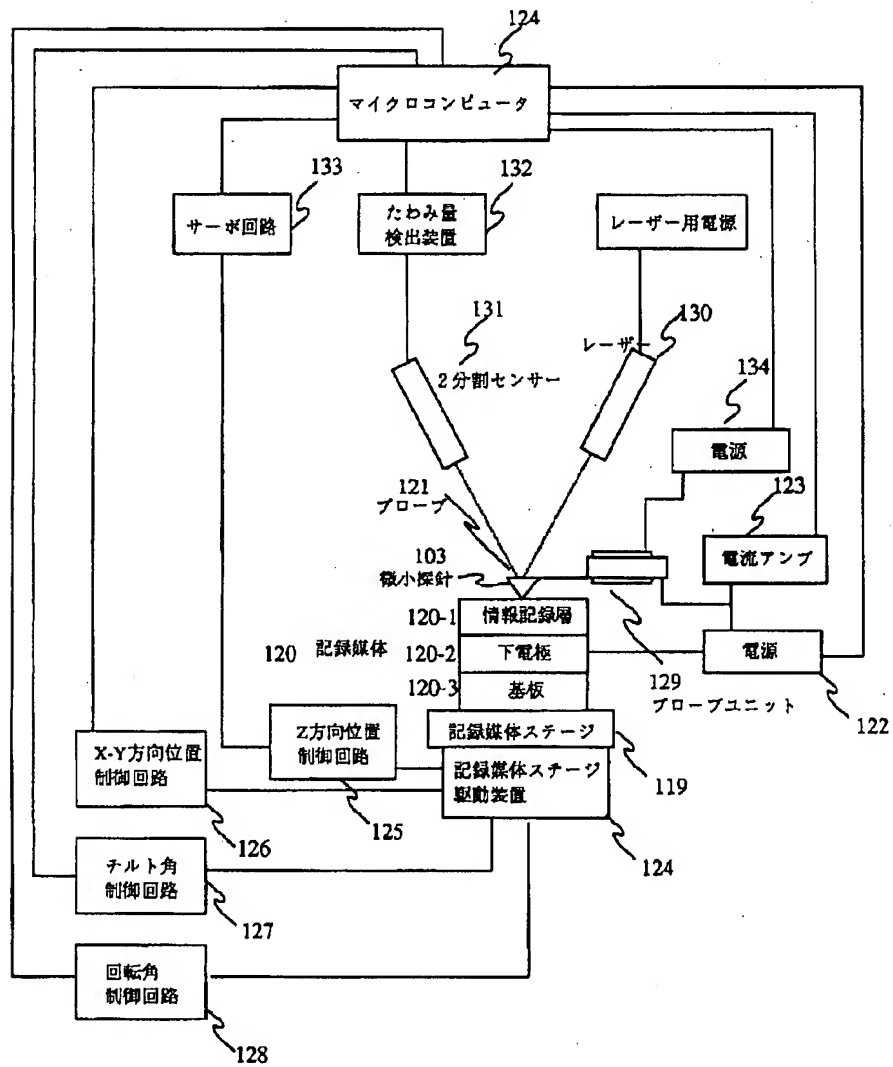 124
マイクロコンピュータ
133
132
サーボ回路
たわみ量
検出装置
レーザー用電源
131
130
レーザー
2分割センサー
134
電源
121
プローブ
123
電流アンプ
103
微小探針
120-1
情報記録層
120 記録媒体
120-2
下電極
電源
120-3
基板
129
プローブユニット
122
記録媒体ステージ
119
Z方向位置
制御回路
X-Y方向位置
制御回路
記録媒体ステージ
駆動装置
125
126
124
チルト角
制御回路
127
回転角
制御回路
128